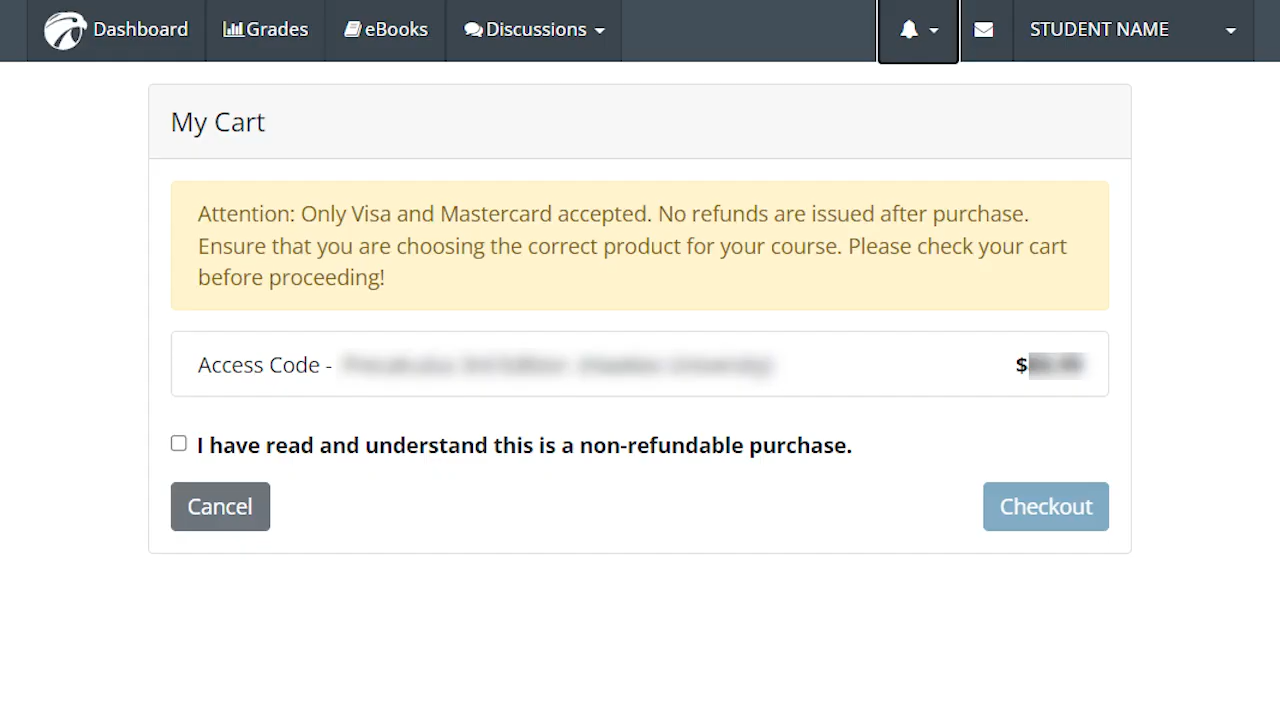 Dashboard Grades eBooks Discussions STUDENT NAME
My Cart
Attention: Only Visa and Mastercard accepted. No refunds are issued after purchase.
Ensure that you are choosing the correct product for your course. Please check your cart
before proceeding!
Access Code - $
I have read and understand this is a non-refundable purchase.
Cancel Checkout